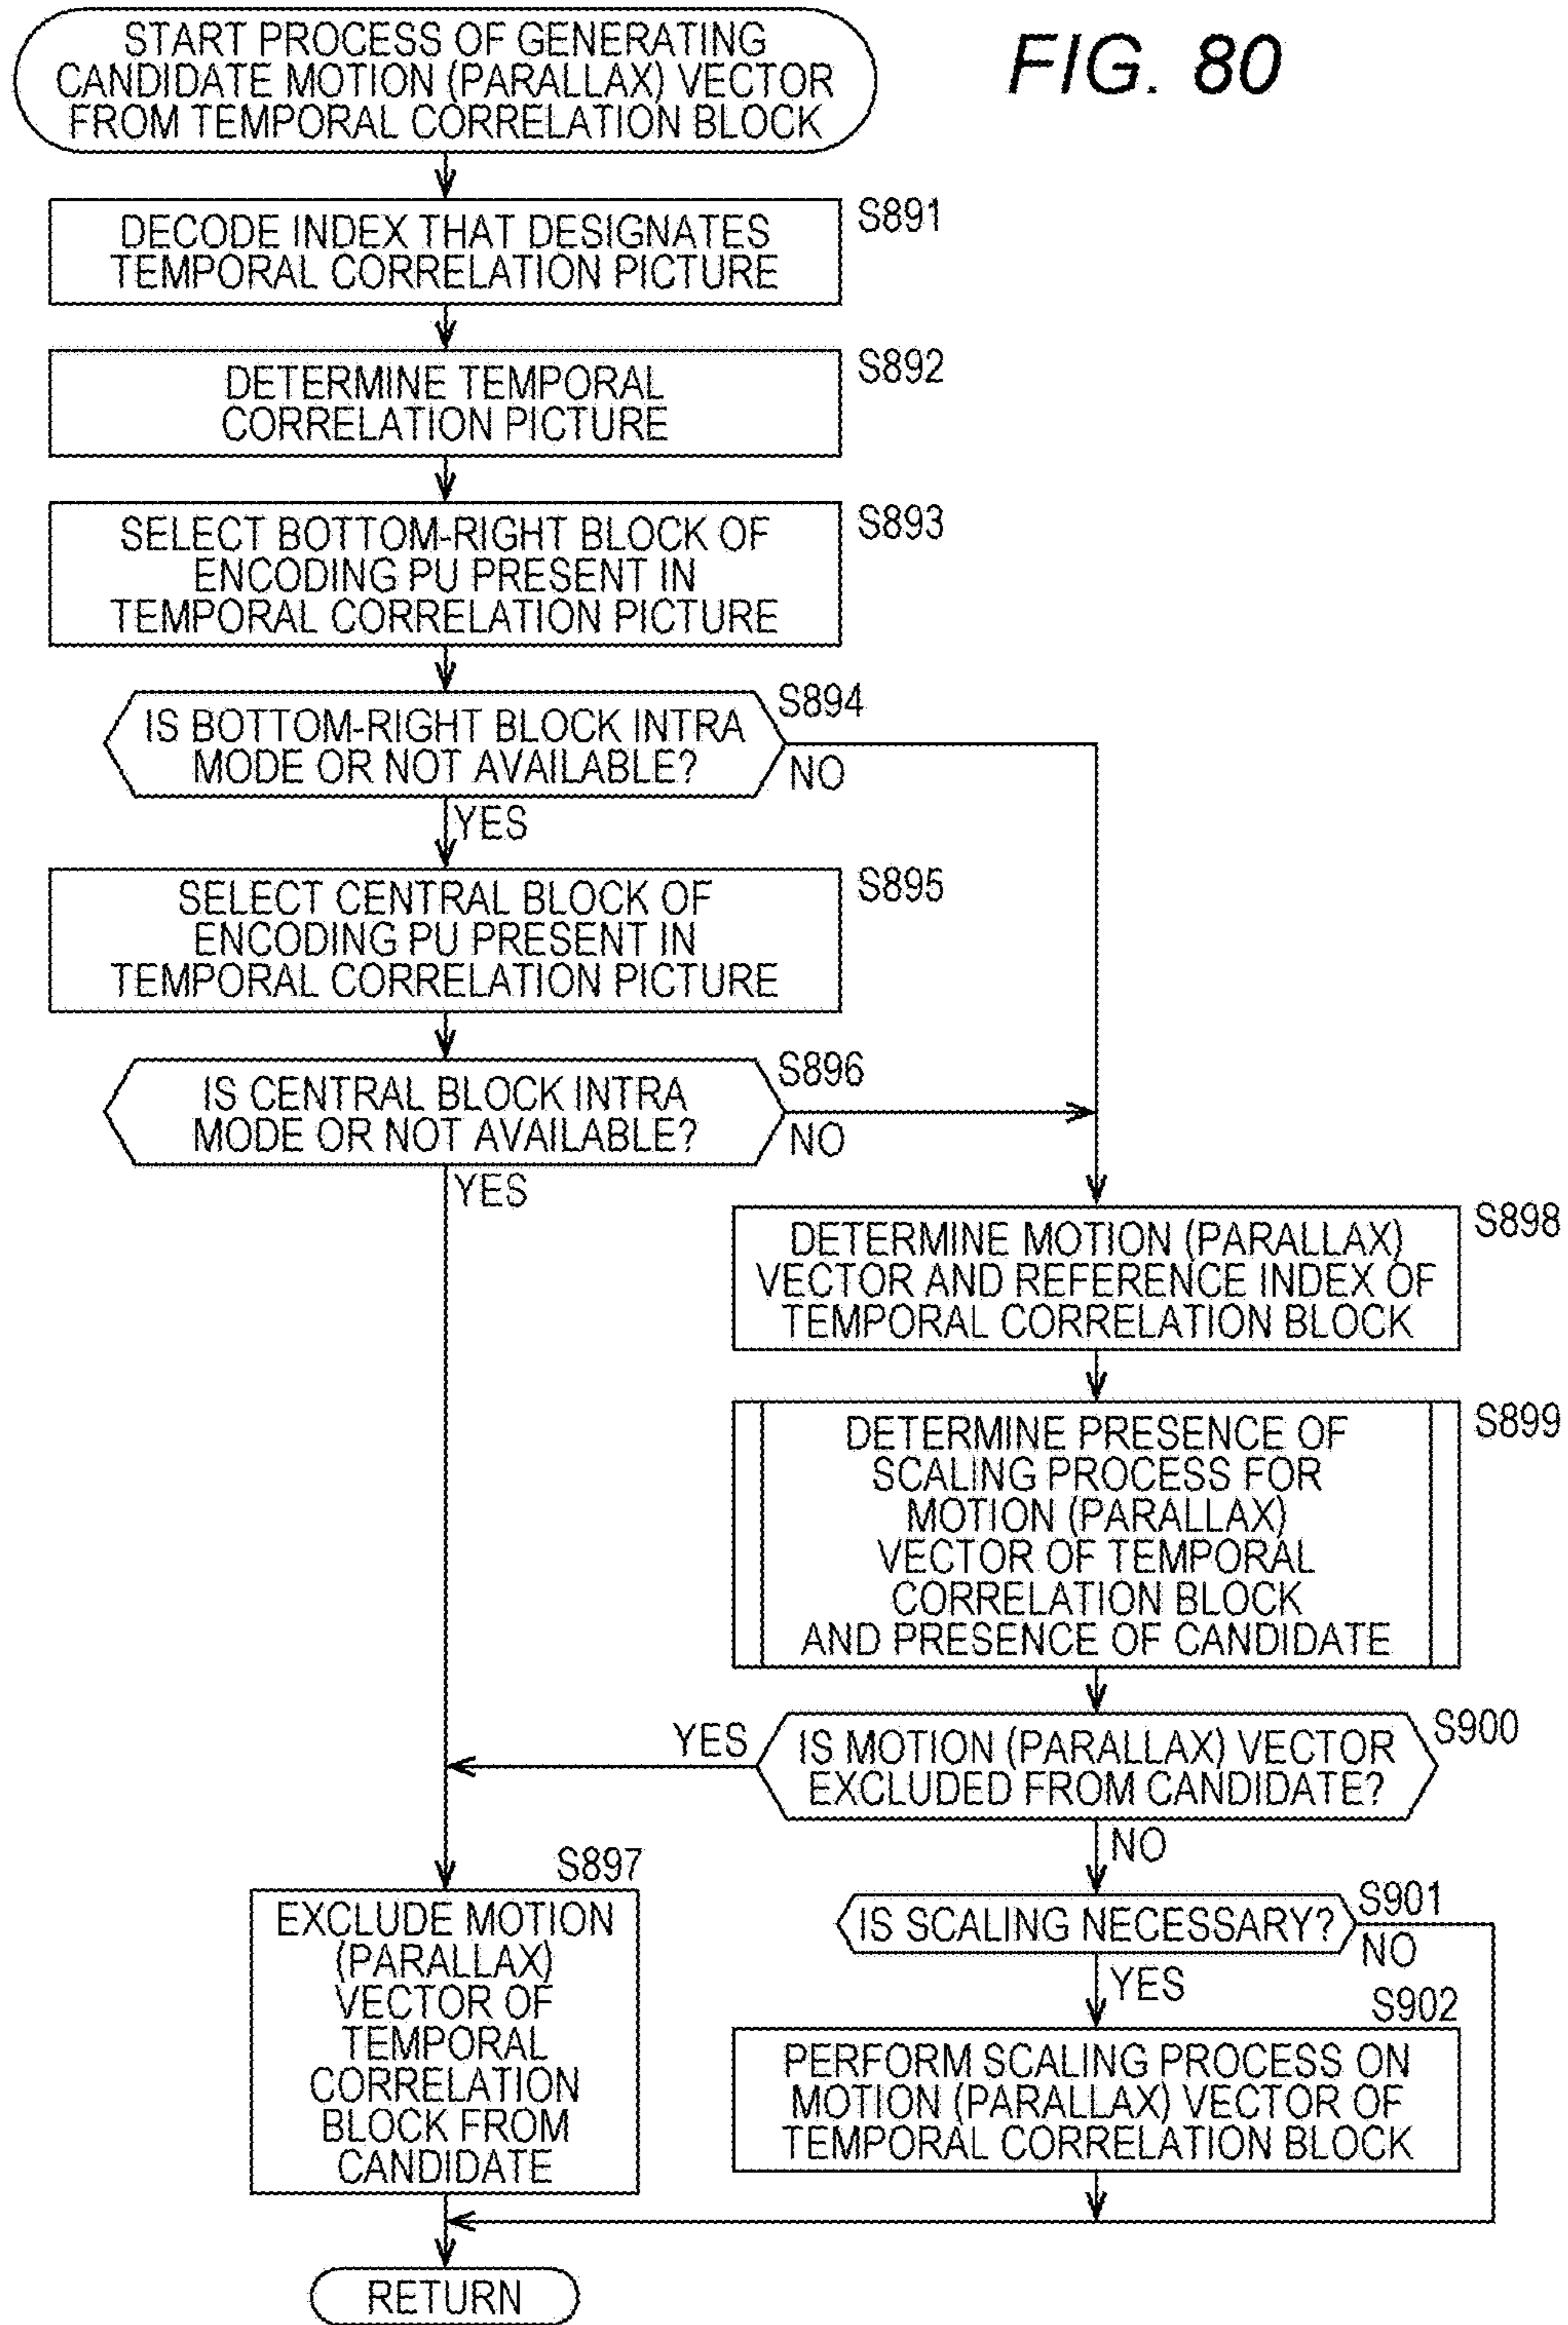 FIG. 80
START PROCESS OF GENERATING
CANDIDATE MOTION (PARALLAX) VECTOR
FROM TEMPORAL CORRELATION BLOCK
S891
DECODE INDEX THAT DESIGNATES
TEMPORAL CORRELATION PICTURE
S892
DETERMINE TEMPORAL
CORRELATION PICTURE
S893
SELECT BOTTOM-RIGHT BLOCK OF
ENCODING PU PRESENT IN
TEMPORAL CORRELATION PICTURE
S894
IS BOTTOM-RIGHT BLOCK INTRA
MODE OR NOT AVAILABLE?
NO
YES
S895
SELECT CENTRAL BLOCK OF
ENCODING PU PRESENT IN
TEMPORAL CORRELATION PICTURE
S896
IS CENTRAL BLOCK INTRA
MODE OR NOT AVAILABLE?
NO
YES
S898
DETERMINE MOTION (PARALLAX)
VECTOR AND REFERENCE INDEX OF
TEMPORAL CORRELATION BLOCK
S899
DETERMINE PRESENCE OF
SCALING PROCESS FOR
MOTION (PARALLAX)
VECTOR OF TEMPORAL
CORRELATION BLOCK
AND PRESENCE OF CANDIDATE
S900
YES
IS MOTION (PARALLAX) VECTOR
EXCLUDED FROM CANDIDATE?
NO
S897
EXCLUDE MOTION
(PARALLAX)
VECTOR OF
TEMPORAL
CORRELATION
BLOCK FROM
CANDIDATE
S901
IS SCALING NECESSARY?
NO
YES
S902
PERFORM SCALING PROCESS ON
MOTION (PARALLAX) VECTOR OF
TEMPORAL CORRELATION BLOCK
RETURN